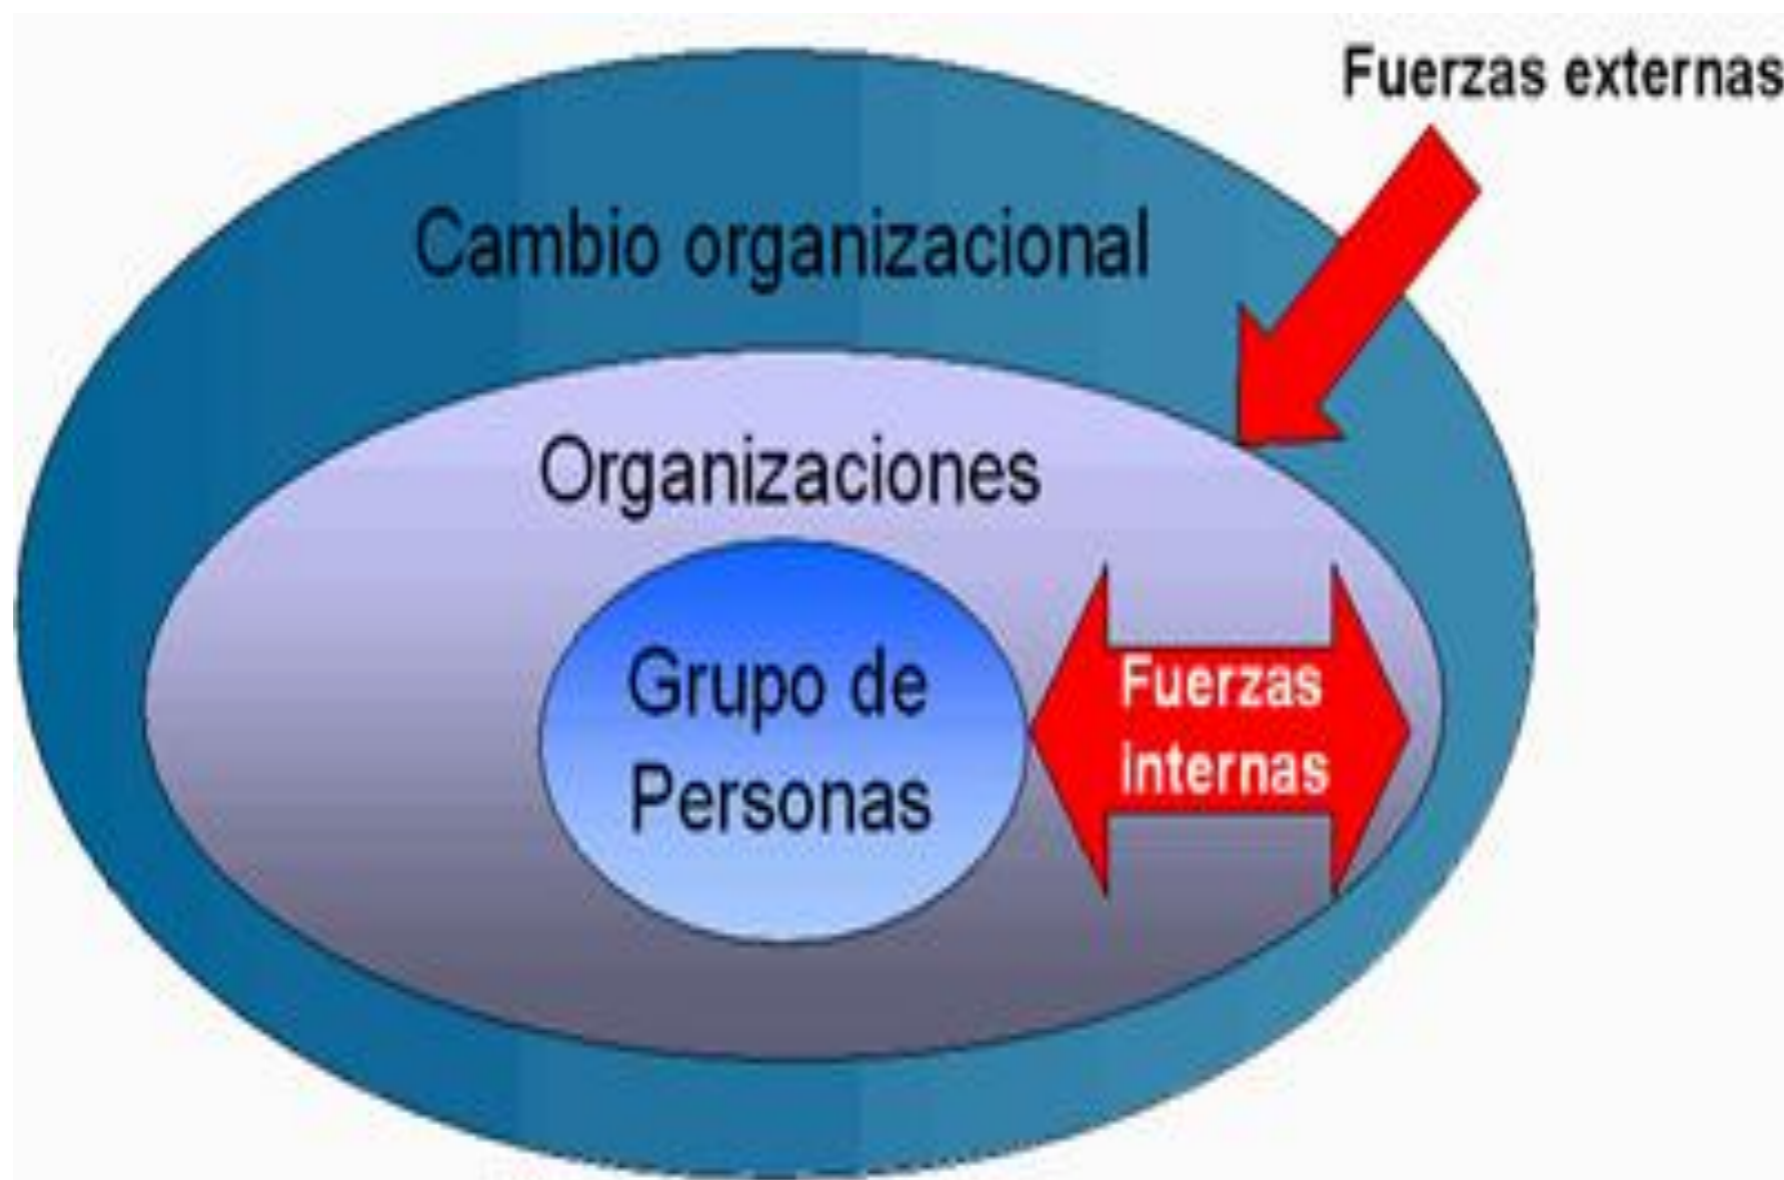 Fuerzas externas
Cambio organizacional
Organizaciones
Grupo de
Personas
Fuerzas
internas